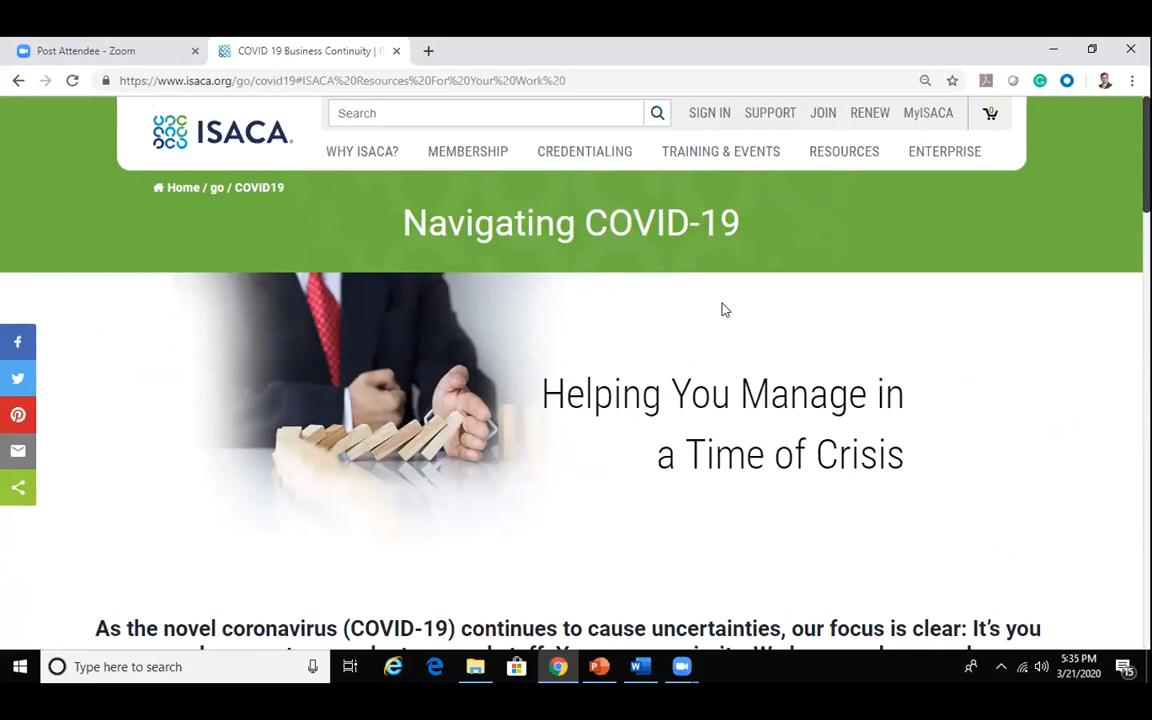 Post Attendee - Zoom
COVID 19 Business Continuity | I
https://www.isaca.org/go/covid19#ISACA%20Resources%20For%20Your%20Work%20
ISACA.
Search
SIGN IN
SUPPORT
JOIN
RENEW
MyISACA
0
WHY ISACA?
MEMBERSHIP
CREDENTIALING
TRAINING & EVENTS
RESOURCES
ENTERPRISE
Home / go / COVID19
Navigating COVID-19
Helping You Manage in
a Time of Crisis
As the novel coronavirus (COVID-19) continues to cause uncertainties, our focus is clear: It's you
Type here to search
5:35 PM
3/21/2020
15